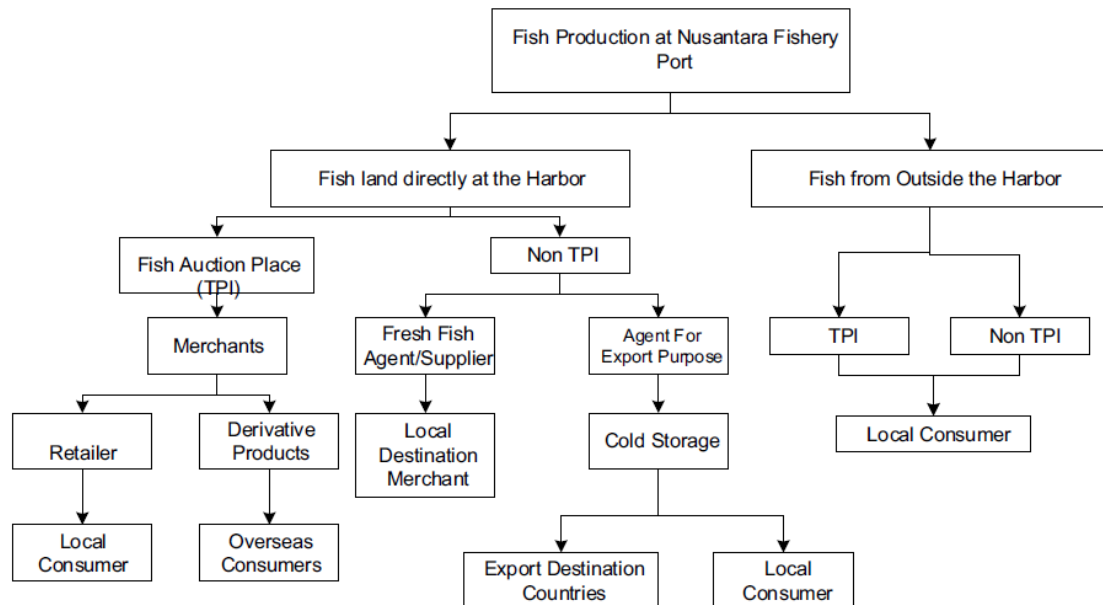 Fish Production at Nusantara Fishery
Port
Fish land directly at the Harbor
Fish from Outside the Harbor
Fish Auction Place
(TPI)
Non TPI
Merchants
Fresh Fish
Agent/Supplier
Agent For
Export Purpose
TPI
Non TPI
Retailer
Derivative
Products
Local
Destination
Merchant
Cold Storage
Local Consumer
Local
Consumer
Overseas
Consumers
Export Destination
Countries
Local
Consumer